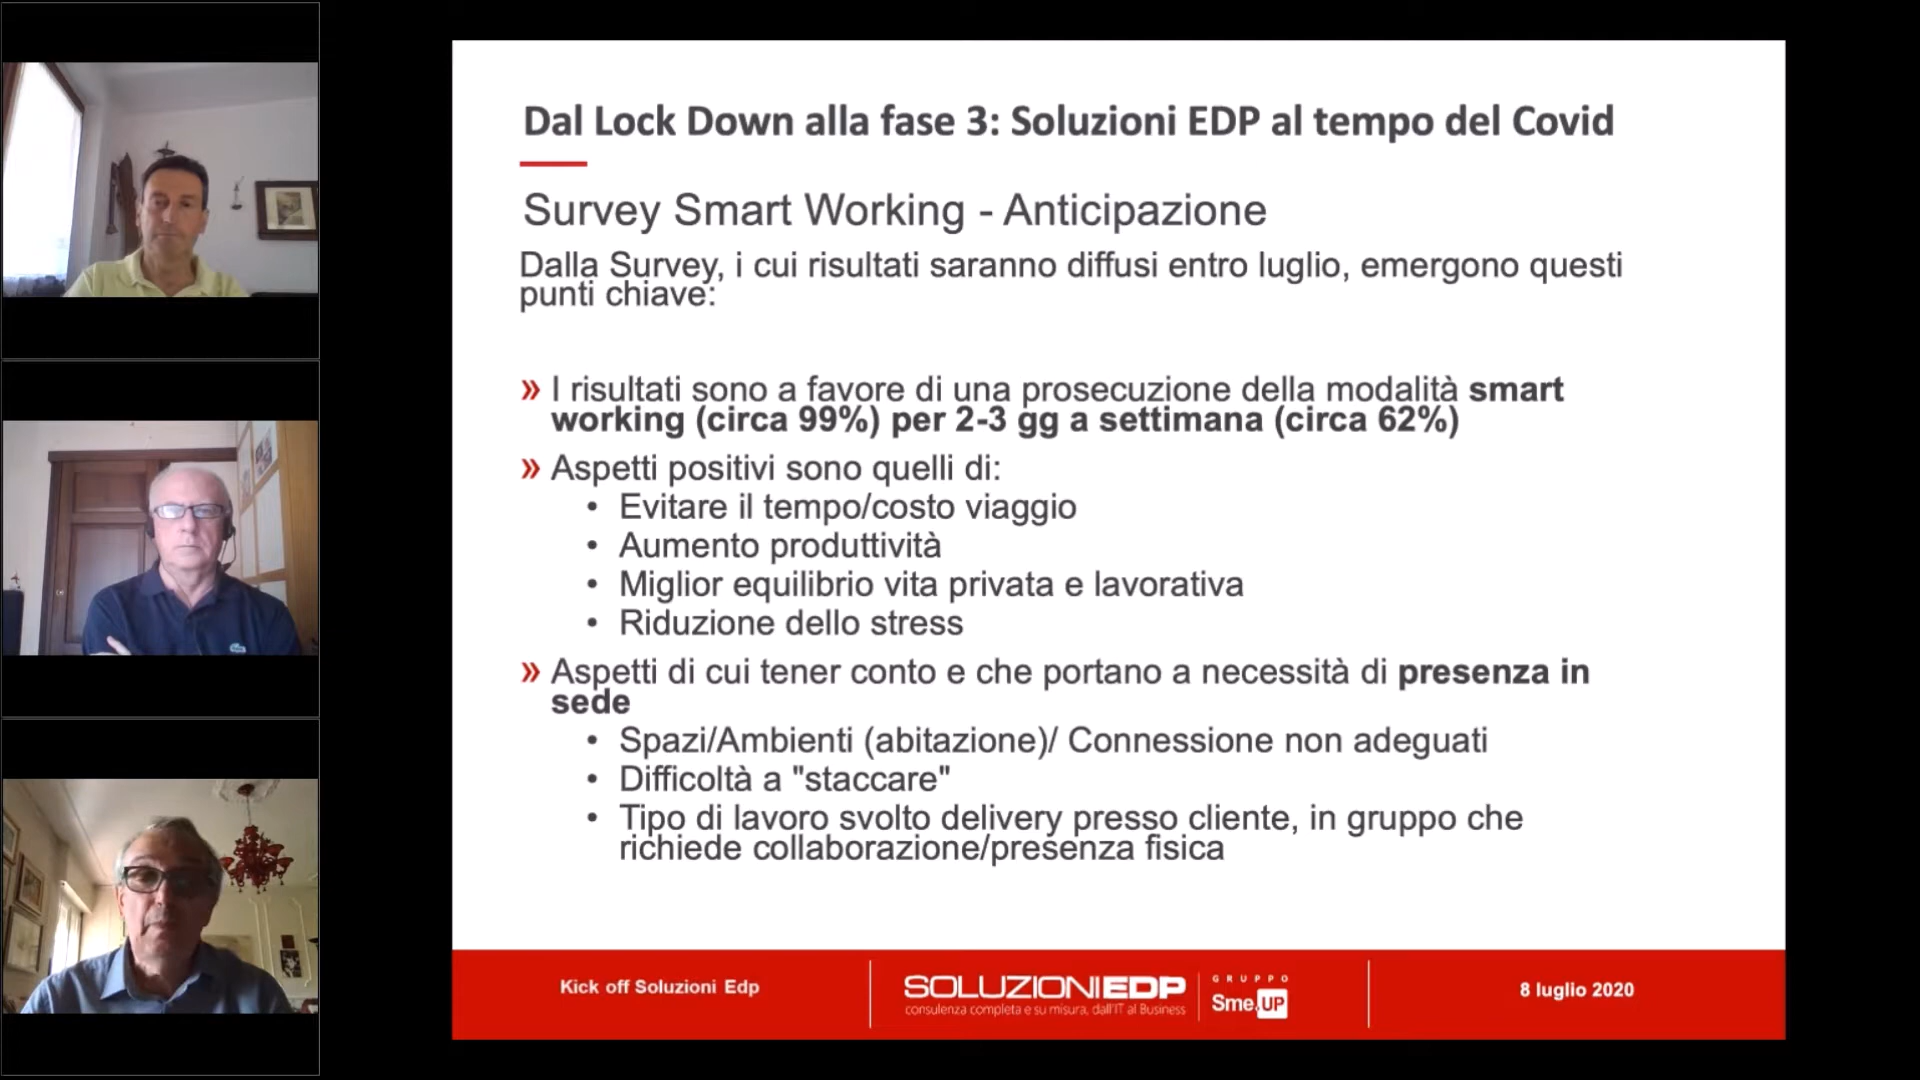 Dal Lock Down alla fase 3: Soluzioni EDP al tempo del Covid
Survey Smart Working - Anticipazione
Dalla Survey, i cui risultati saranno diffusi entro luglio, emergono questi
punti chiave:
» I risultati sono a favore di una prosecuzione della modalità smart
working (circa 99%) per 2-3 gg a settimana (circa 62%)
» Aspetti positivi sono quelli di:
• Evitare il tempo/costo viaggio
• Aumento produttività
• Miglior equilibrio vita privata e lavorativa
• Riduzione dello stress
» Aspetti di cui tener conto e che portano a necessità di presenza in
sede
• Spazi/Ambienti (abitazione)/ Connessione non adeguati
• Difficoltà a "staccare"
• Tipo di lavoro svolto delivery presso cliente, in gruppo che
richiede collaborazione/presenza fisica
Kick off Soluzioni Edp
SOLUZIONIEDP
consulenza completa e su misura, dall'IT al Business
GRUPPO
Sme.UP
8 luglio 2020